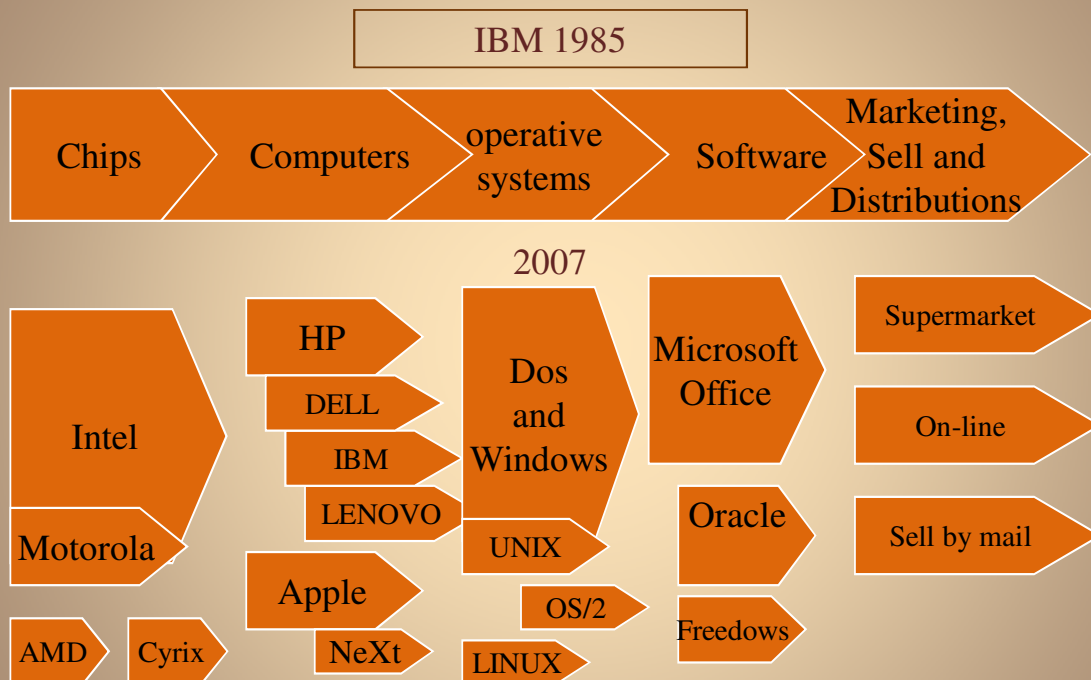 IBM 1985
Chips
Computers
operative
systems
Software
Marketing,
Sell and
Distributions
2007
Intel
Motorola
AMD
Cyrix
HP
DELL
IBM
LENOVO
Apple
NeXt
Dos
and
Windows
UNIX
OS/2
LINUX
Microsoft
Office
Oracle
Freedows
Supermarket
On-line
Sell by mail